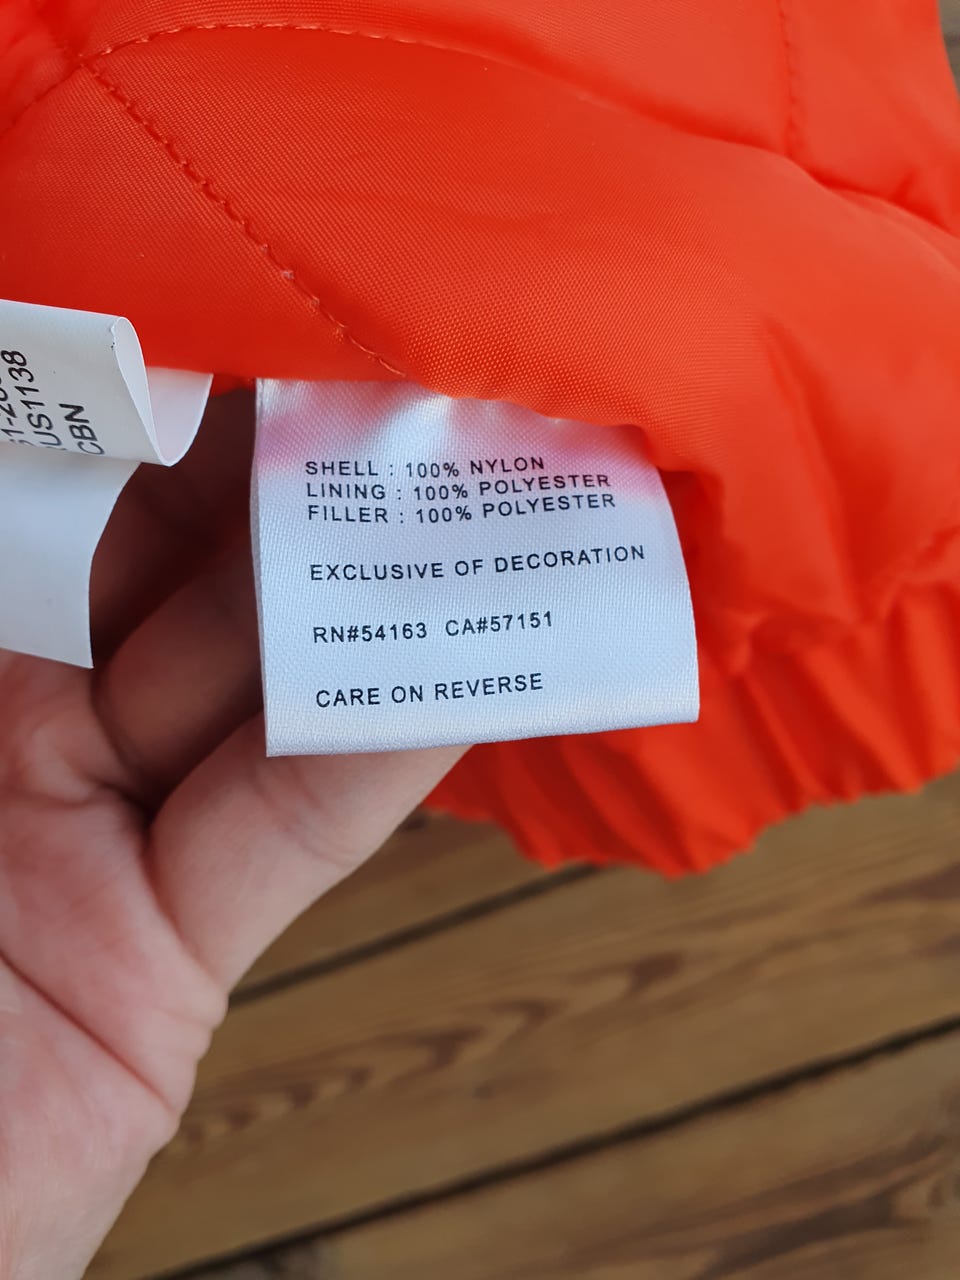 US1138
CBN
SHELL : 100% NYLON
LINING : 100% POLYESTER
FILLER : 100% POLYESTER
EXCLUSIVE OF DECORATION
RN#54163 CA#57151
CARE ON REVERSE